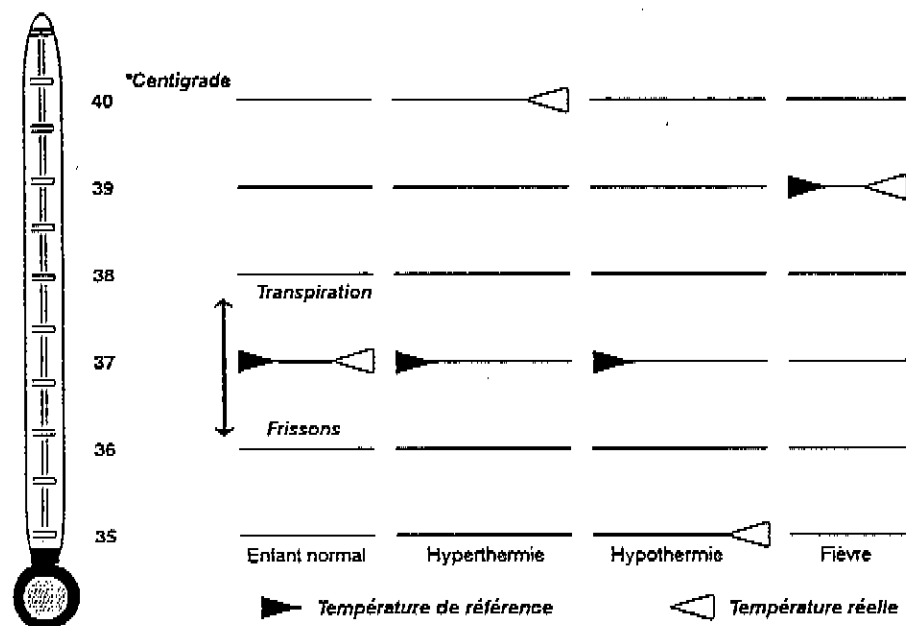 °Centigrade
40
39
38
Transpiration
37
Frissons
36
35
Enfant normal Hyperthermie Hypothermie Fièvre
Température de référence Température réelle